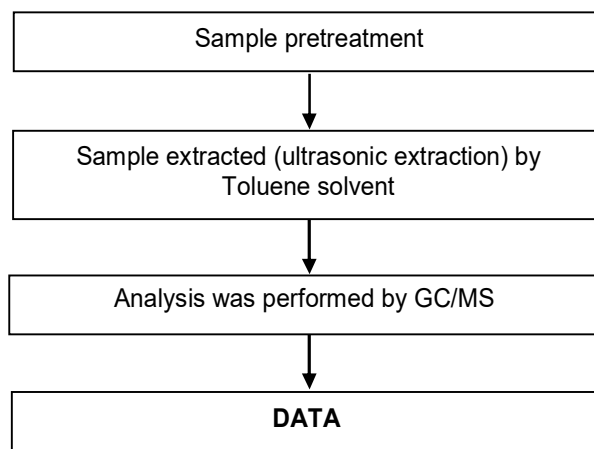 Sample pretreatment
Sample extracted (ultrasonic extraction) by
Toluene solvent
Analysis was performed by GC/MS
DATA